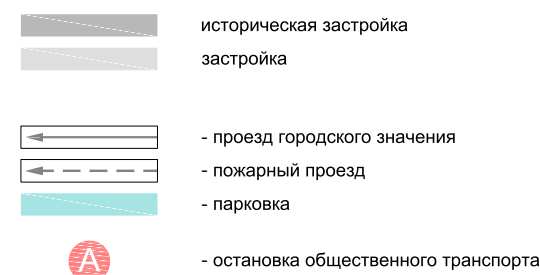 историческая застройка
застройка
- проезд городского значения
- пожарный проезд
- парковка
А - остановка общественного транспорта